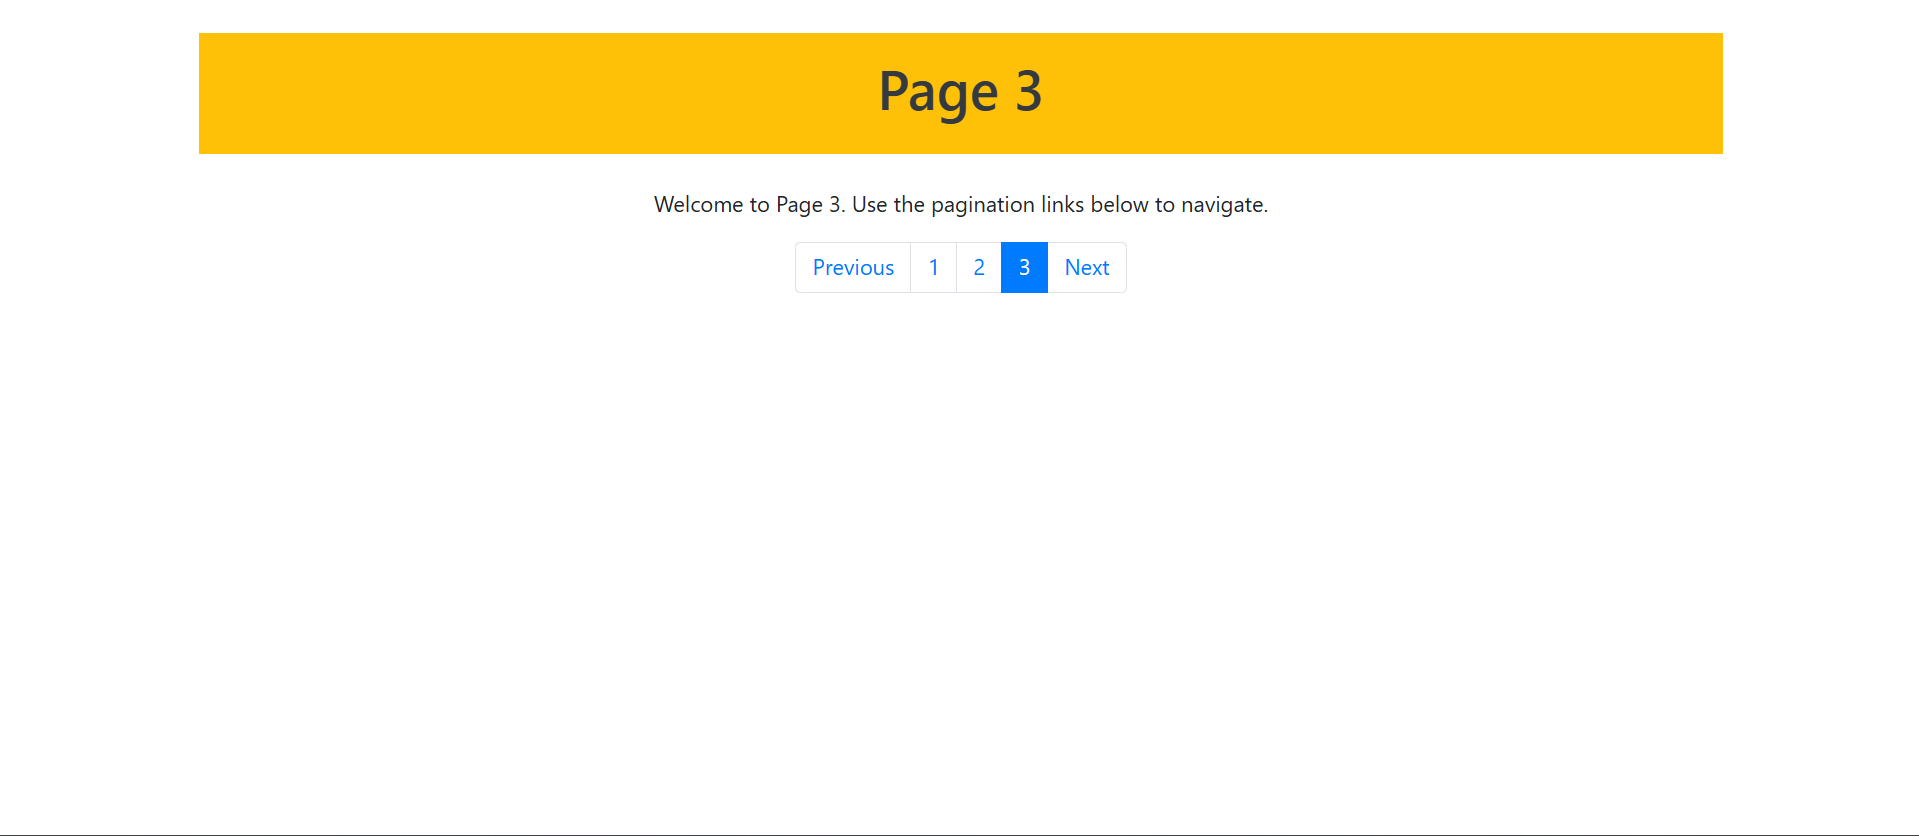 Page 3
Welcome to Page 3. Use the pagination links below to navigate.
Previous 1 2 3 Next